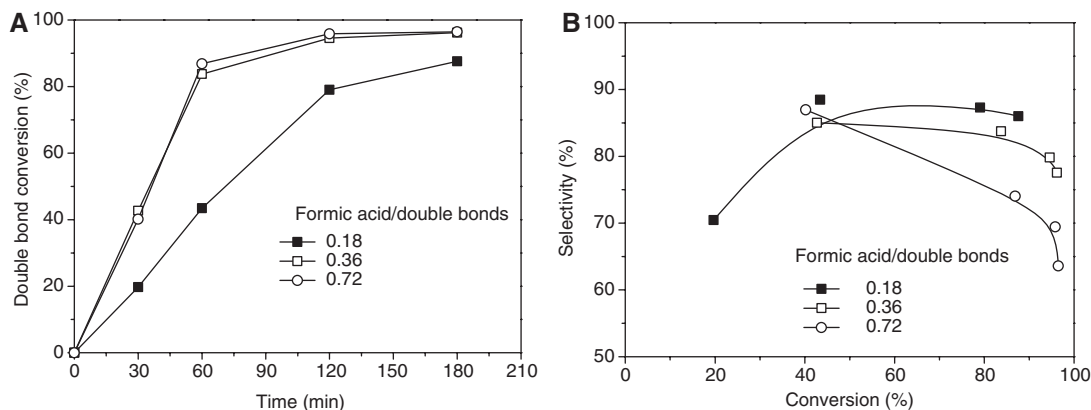 A
Double bond conversion (%)
100
80
60
40
20
0
Formic acid/double bonds
0.18
0.36
0.72
0 30 60 90 120 150 180 210
Time (min)
B
Selectivity (%)
100
90
80
70
60
50
Formic acid/double bonds
0.18
0.36
0.72
0 20 40 60 80 100
Conversion (%)